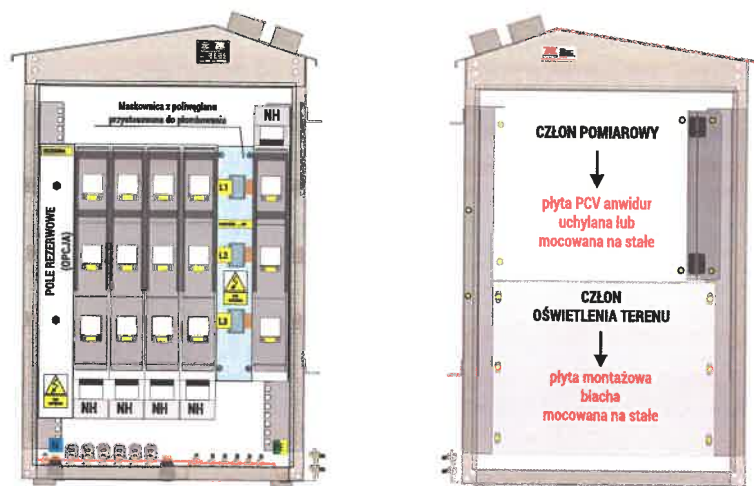 Maskownica z poliwęglanu
przystosowana do plombowania
NH
L1
L2
L3
POLE REZERWOWE
(OPCJA)
NH NH NH NH
CZŁON POMIAROWY
płyta PCV anwidur
uchylana lub
mocowana na stałe
CZŁON
OŚWIETLENIA TERENU
płyta montażowa
blacha
mocowana na stałe